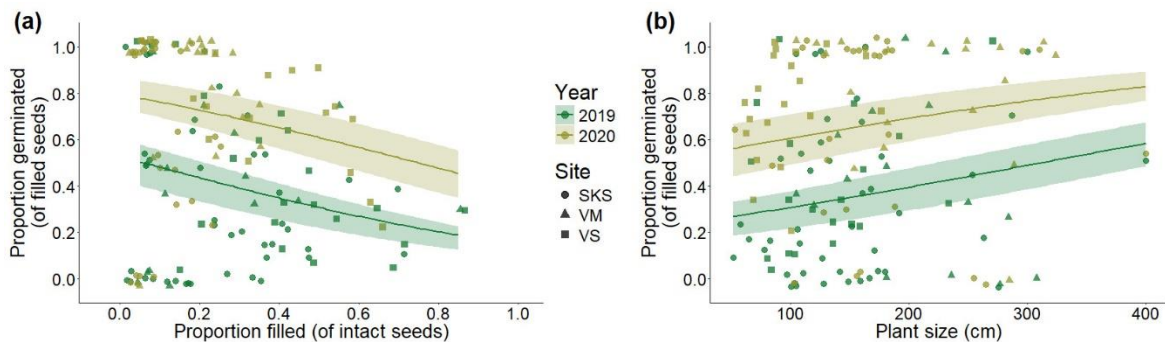 (a)
Proportion germinated
(of filled seeds)
1.0
0.8
0.6
0.4
0.2
0.0
0.0 0.2 0.4 0.6 0.8 1.0
Proportion filled (of intact seeds)
Year
2019
2020
Site
SKS
VM
VS
(b)
Proportion germinated
(of filled seeds)
1.0
0.8
0.6
0.4
0.2
0.0
100 200 300 400
Plant size (cm)